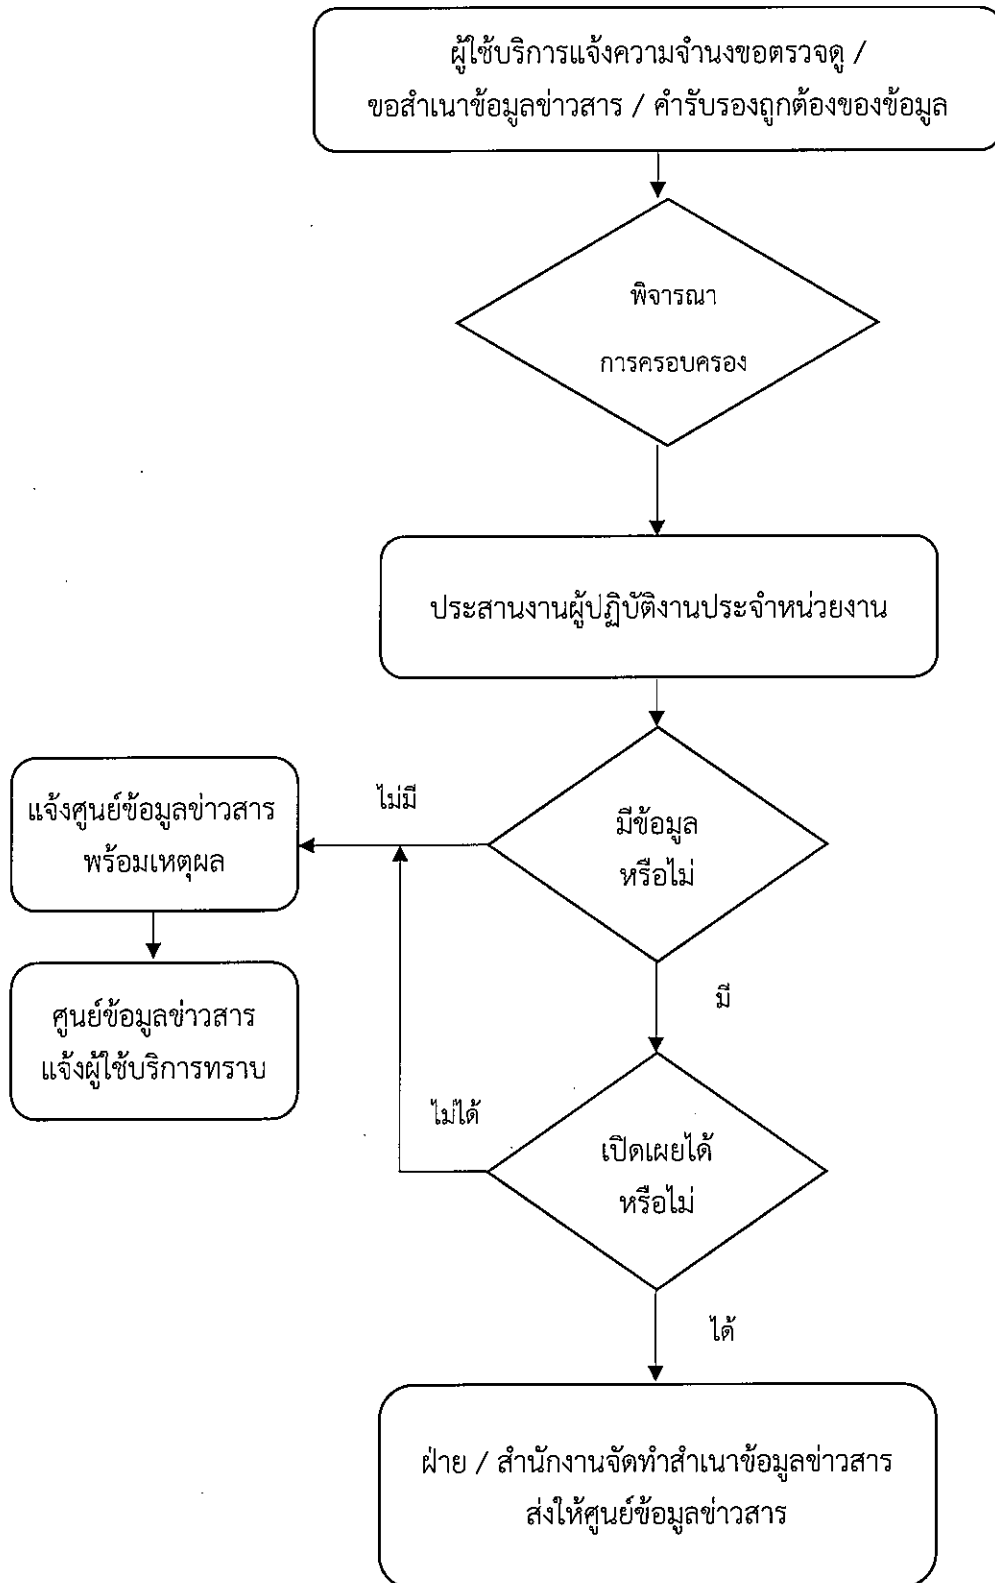 ผู้ใช้บริการแจ้งความจำนงขอตรวจดู /
ขอสำเนาข้อมูลข่าวสาร / คำรับรองถูกต้องของข้อมูล
พิจารณา
การครอบครอง
ประสานงานผู้ปฏิบัติงานประจำหน่วยงาน
มีข้อมูล
หรือไม่
ไม่มี
แจ้งศูนย์ข้อมูลข่าวสาร
พร้อมเหตุผล
ศูนย์ข้อมูลข่าวสาร
แจ้งผู้ใช้บริการทราบ
มี
เปิดเผยได้
หรือไม่
ไม่ได้
ได้
ฝ่าย / สำนักงานจัดทำสำเนาข้อมูลข่าวสาร
ส่งให้ศูนย์ข้อมูลข่าวสาร